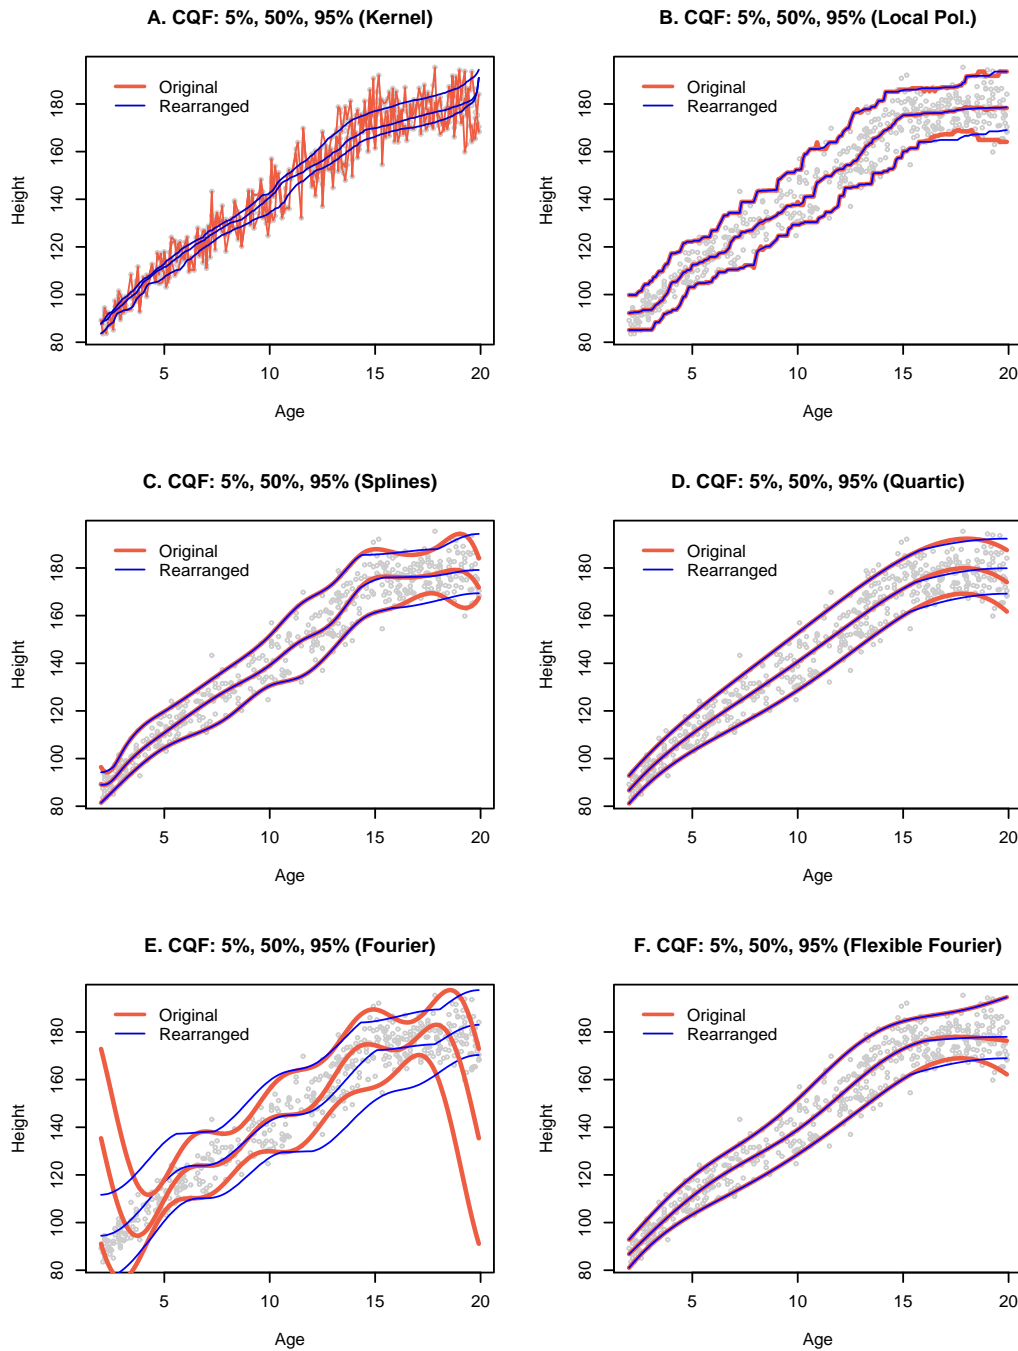 A. CQF: 5%, 50%, 95% (Kernel)
Original
Rearranged
Height
80 100 120 140 160 180
5 10 15 20
Age
B. CQF: 5%, 50%, 95% (Local Pol.)
Original
Rearranged
Height
80 100 120 140 160 180
5 10 15 20
Age
C. CQF: 5%, 50%, 95% (Splines)
Original
Rearranged
Height
80 100 120 140 160 180
5 10 15 20
Age
D. CQF: 5%, 50%, 95% (Quartic)
Original
Rearranged
Height
80 100 120 140 160 180
5 10 15 20
Age
E. CQF: 5%, 50%, 95% (Fourier)
Original
Rearranged
Height
80 100 120 140 160 180
5 10 15 20
Age
F. CQF: 5%, 50%, 95% (Flexible Fourier)
Original
Rearranged
Height
80 100 120 140 160 180
5 10 15 20
Age